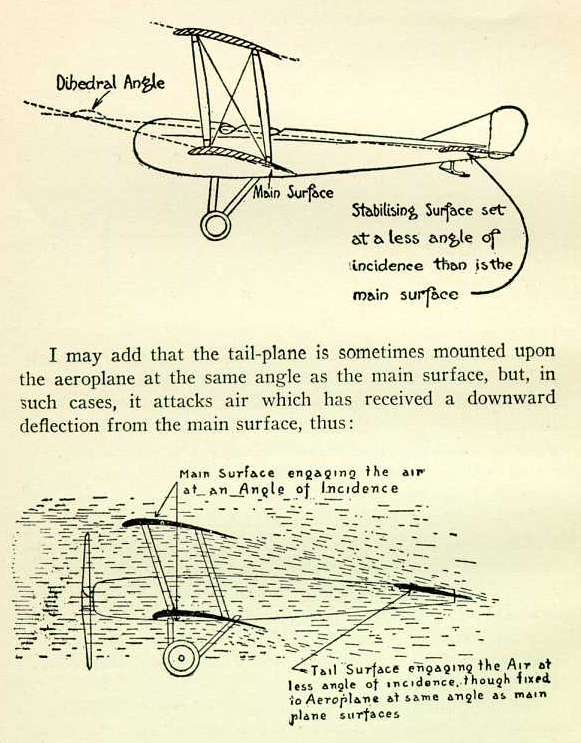 Dihedral Angle
Main Surface
Stabilising Surface set
at a less angle of
incidence than is the
main surface
I may add that the tail-plane is sometimes mounted upon
the aeroplane at the same angle as the main surface, but, in
such cases, it attacks air which has received a downward
deflection from the main surface, thus:
Main Surface engaging the air
at an Angle of Incidence
Tail Surface engaging the Air at
less angle of incidence, though fixed
to Aeroplane at same angle as main
plane surfaces